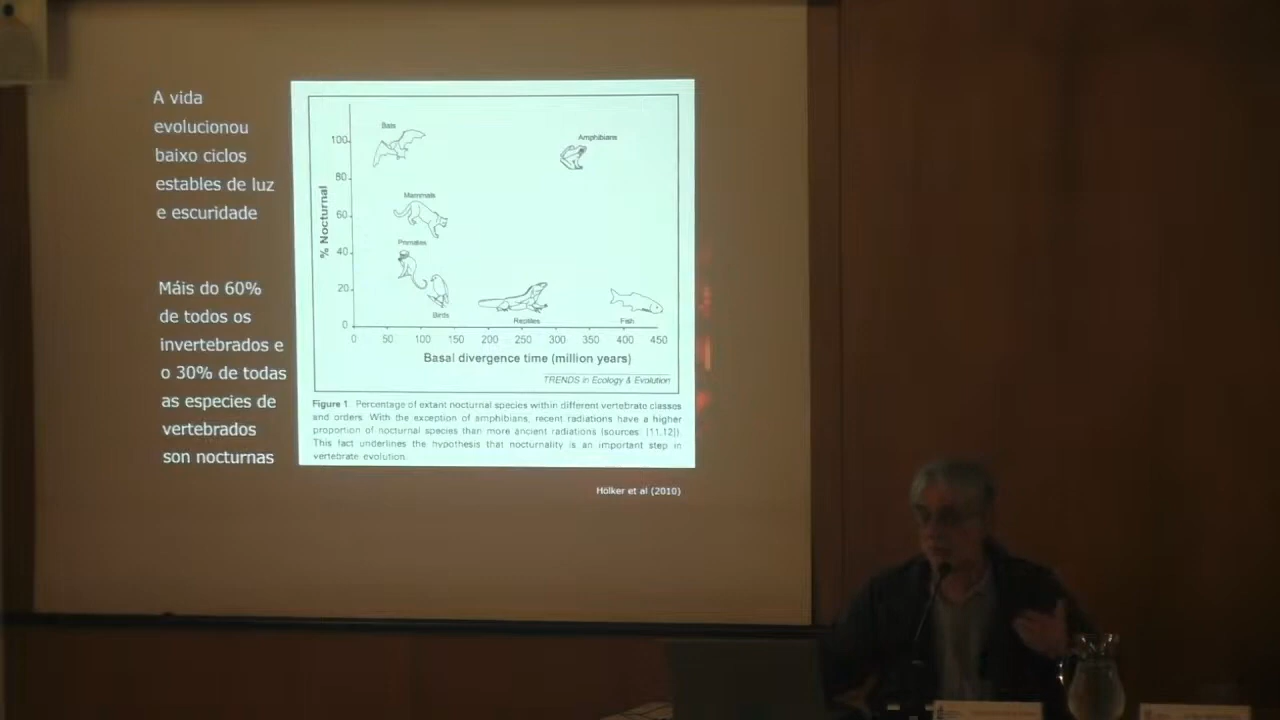 A vida
evolucionou
baixo ciclos
estables de luz
e escuridade
Máis do 60%
de todos os
invertebrados e
o 30% de todas
as especies de
vertebrados
son nocturnas
% Nocturnal
100
80
60
40
20
0
Bats
Amphibians
Mammals
Primates
Birds
Reptiles
Fish
0 50 100 150 200 250 300 350 400 450
Basal divergence time (million years)
TRENDS in Ecology & Evolution
Figure 1. Percentage of extant nocturnal species within different vertebrate classes
and orders. With the exception of amphibians, recent radiations have a higher
proportion of nocturnal species than more ancient radiations (sources: [11,12]).
This fact underlines the hypothesis that nocturnality is an important step in
vertebrate evolution.
Hölker et al (2010)